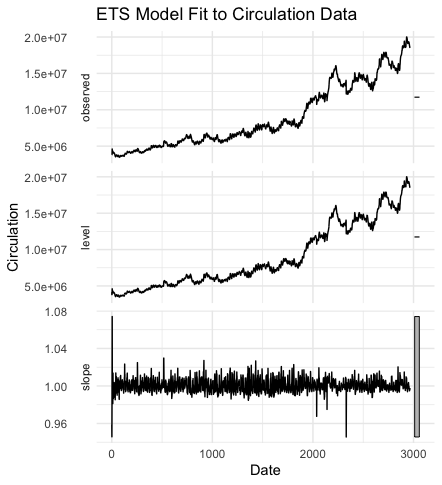 ETS Model Fit to Circulation Data
2.0e+07
1.5e+07
1.0e+07
5.0e+06
observed
2.0e+07
1.5e+07
1.0e+07
5.0e+06
level
Circulation
1.08
1.04
1.00
0.96
slope
0 1000 2000 3000
Date